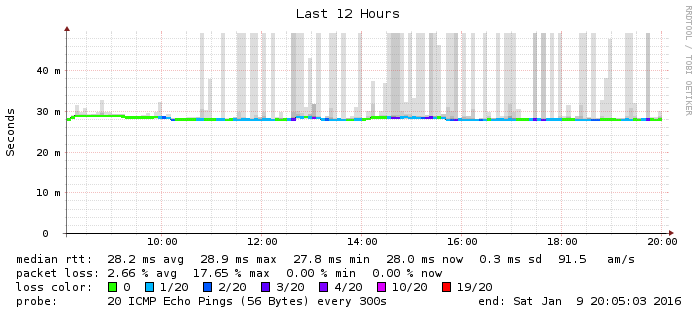 Last 12 Hours
RRDTOOL / TOBI OETIKER
Seconds
40 m
30 m
20 m
10 m
0
10:00 12:00 14:00 16:00 18:00 20:00
median rtt: 28.2 ms avg 28.9 ms max 27.8 ms min 28.0 ms now 0.3 ms sd 91.5 am/s
packet loss: 2.66 % avg 17.65 % max 0.00 % min 0.00 % now
loss color: 0 1/20 2/20 3/20 4/20 10/20 19/20
probe: 20 ICMP Echo Pings (56 Bytes) every 300s end: Sat Jan 9 20:05:03 2016